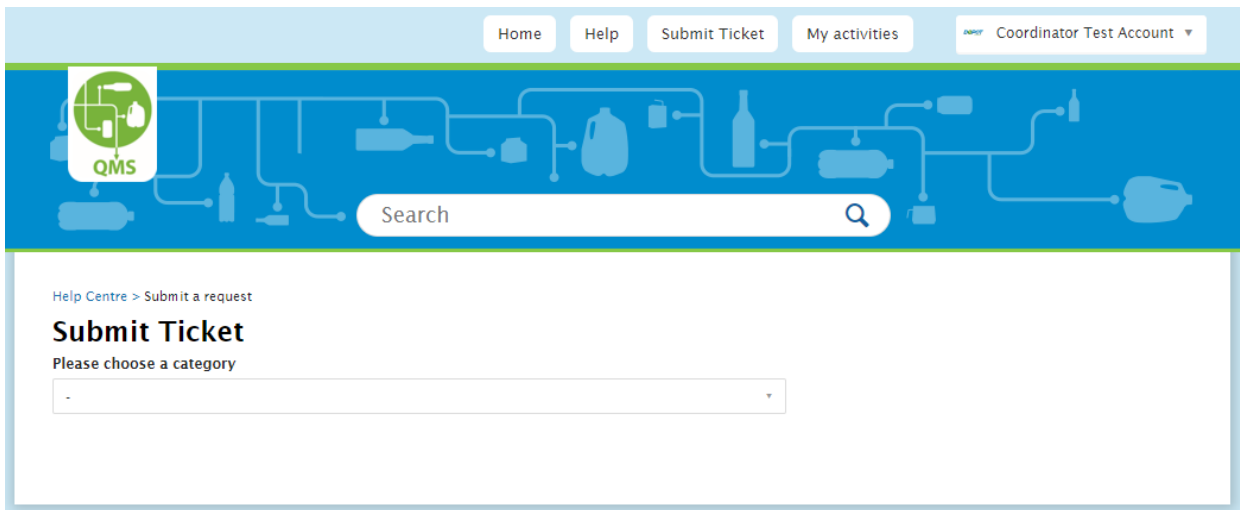 Home Help Submit Ticket My activities DEPOT Coordinator Test Account
QMS
Search
Help Centre > Submit a request
Submit Ticket
Please choose a category
-